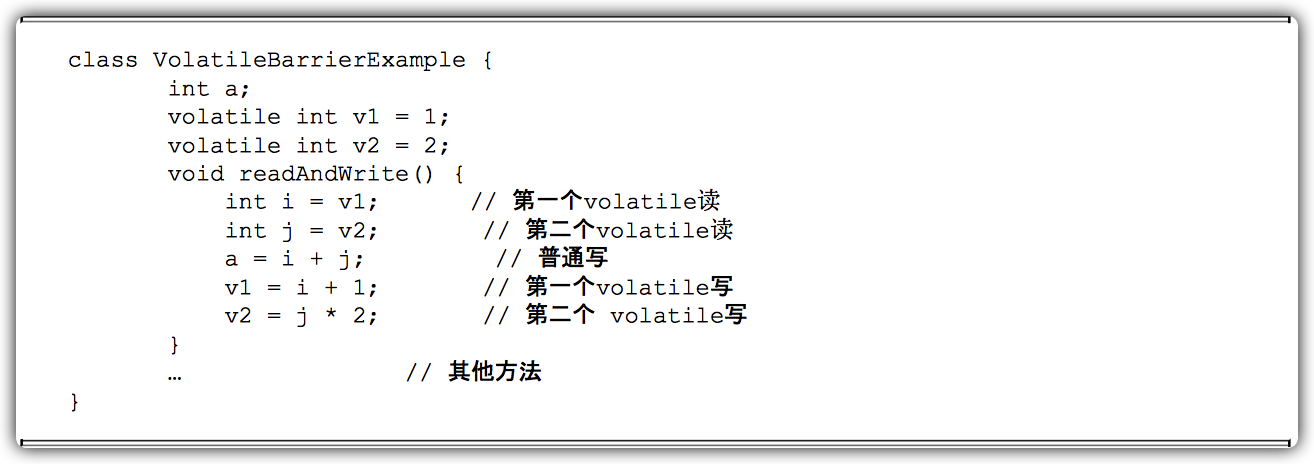 class VolatileBarrierExample {
int a;
volatile int v1 = 1;
volatile int v2 = 2;
void readAndWrite() {
int i = v1; // 第一个volatile读
int j = v2; // 第二个volatile读
a = i + j; // 普通写
v1 = i + 1; // 第一个volatile写
v2 = j * 2; // 第二个 volatile写
}
… // 其他方法
}